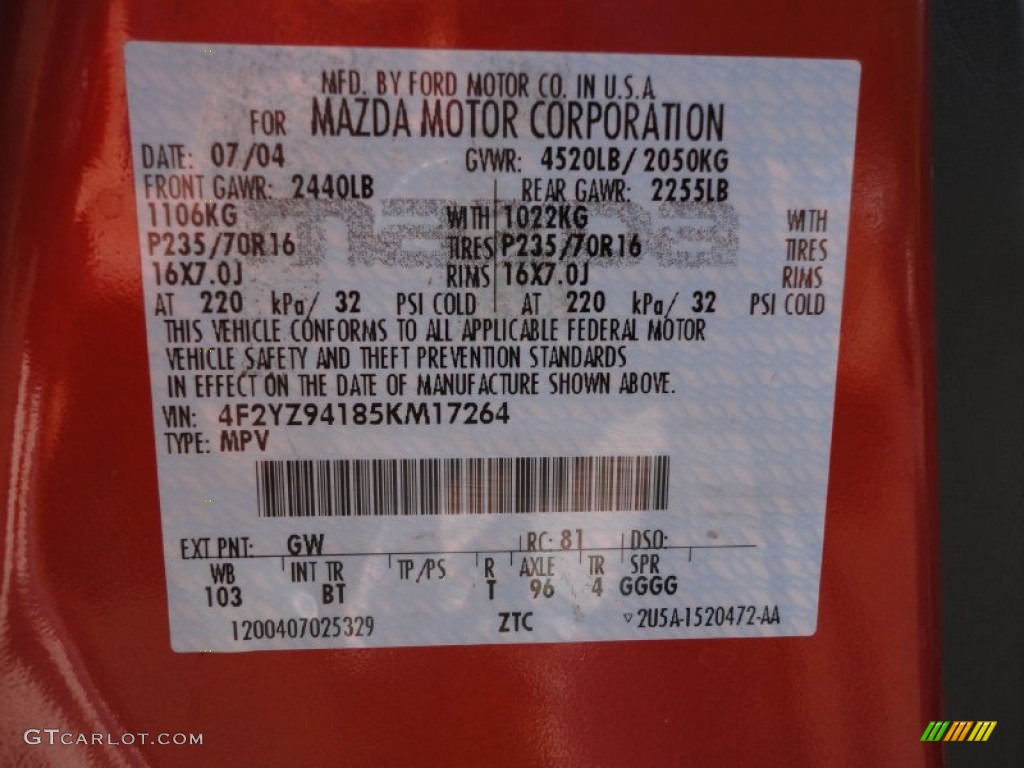 MFD. BY FORD MOTOR CO. IN U.S.A.
FOR MAZDA MOTOR CORPORATION
DATE: 07/04 GVWR: 4520LB/ 2050KG
FRONT GAWR: 2440LB REAR GAWR: 2255LB
1106KG WITH 1022KG WITH
P235/70R16 TIRES P235/70R16 TIRES
16X7.0J RIMS 16X7.0J RIMS
AT 220 kPa/ 32 PSI COLD AT 220 kPa/ 32 PSI COLD
THIS VEHICLE CONFORMS TO ALL APPLICABLE FEDERAL MOTOR
VEHICLE SAFETY AND THEFT PREVENTION STANDARDS
IN EFFECT ON THE DATE OF MANUFACTURE SHOWN ABOVE.
VIN: 4F2YZ94185KM17264
TYPE: MPV
EXT PNT: GW RC: 81 DSO:
WB INT TR TP/PS R AXLE TR SPR
103 BT T 96 4 GGGG
1200407025329 ZTC ▽2U5A-1520472-AA
GTCARLOT.COM